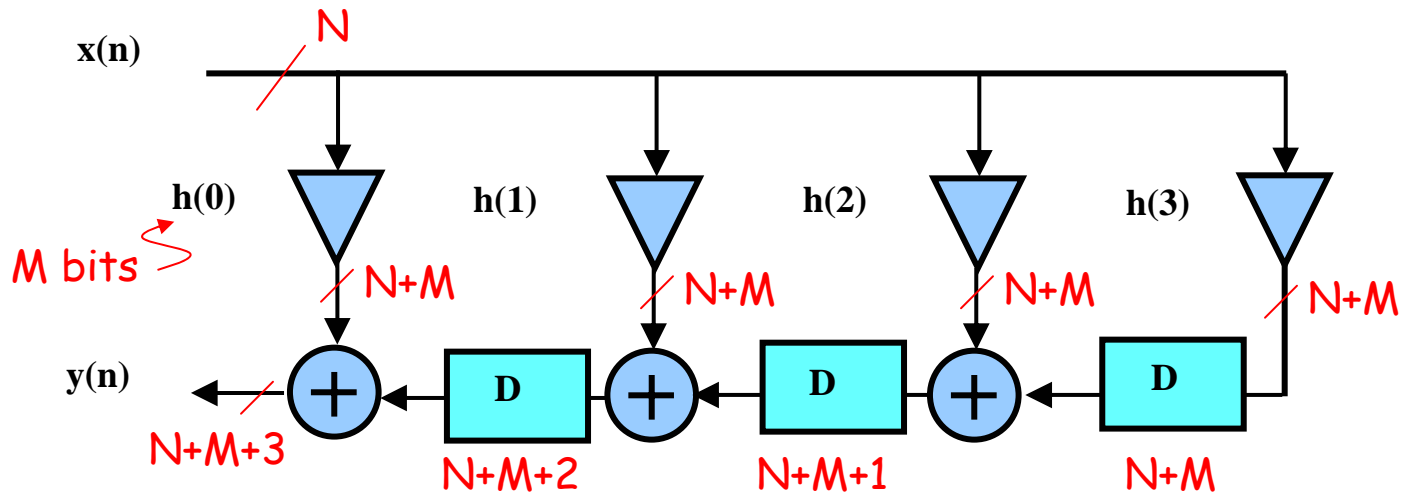 N
x(n)
h(0) h(1) h(2) h(3)
M bits
N+M N+M N+M N+M
y(n) + D + D + D
N+M+3 N+M+2 N+M+1 N+M